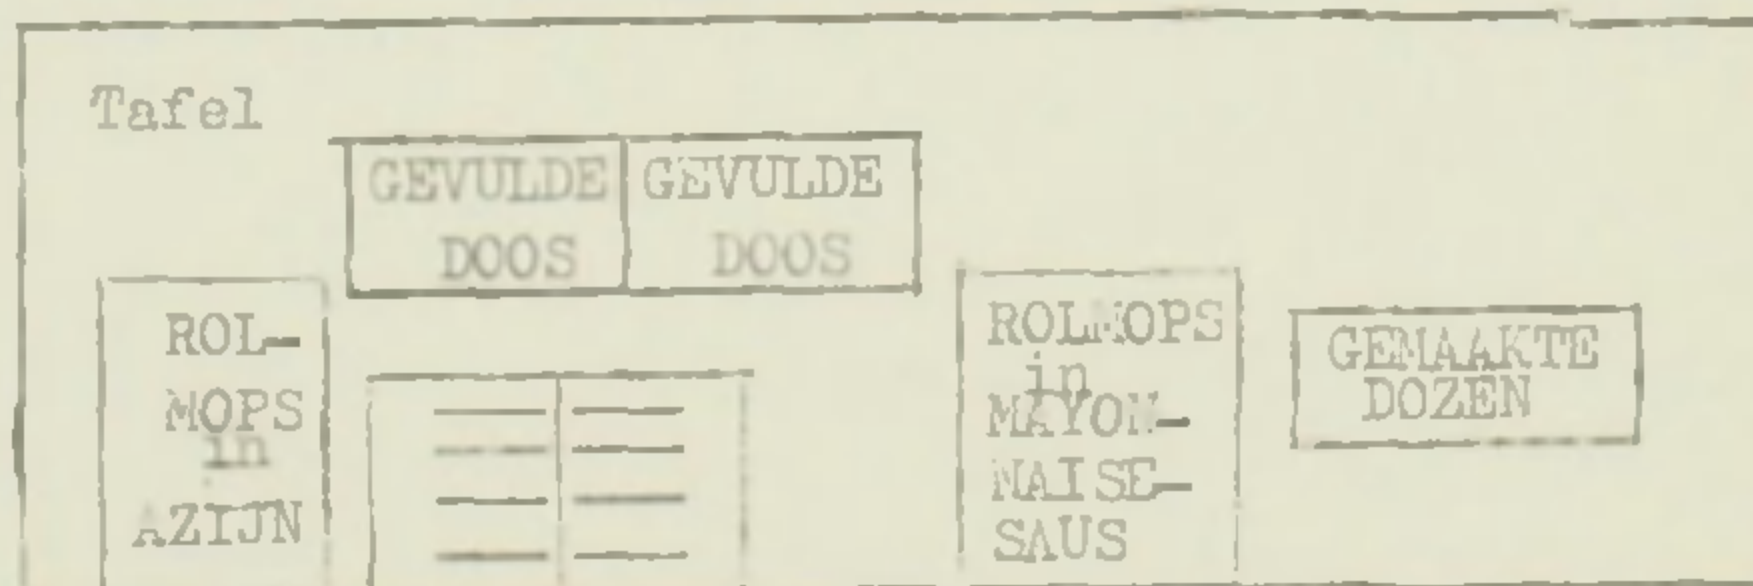 Tafel
GEVULDE
DOOS
GEVULDE
DOOS
ROL-
MOPS
in
AZIJN
ROLMOPS
in
MAYON-
NAISE-
SAUS
GEMAAKTE
DOZEN